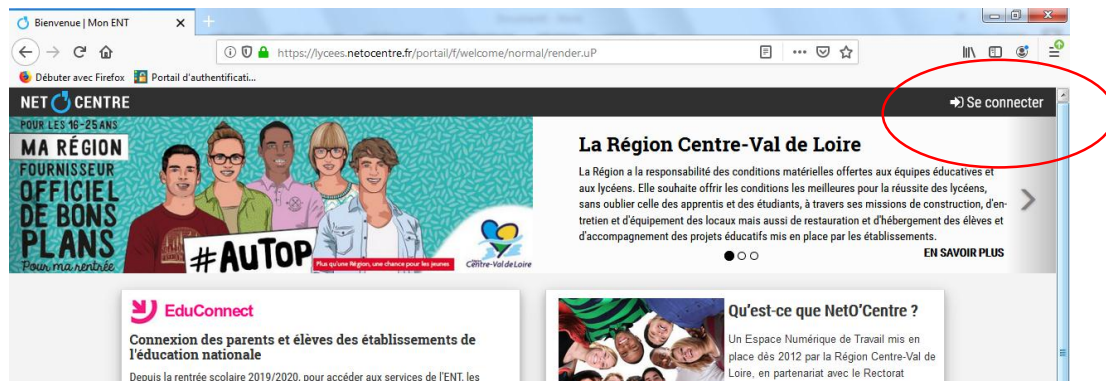 Bienvenue | Mon ENT
https://lycees.netocentre.fr/portail/f/welcome/normal/render.uP
Débuter avec Firefox
Portail d'authentificati...
NET CENTRE
Se connecter
POUR LES 16-25 ANS
MA RÉGION
FOURNISSEUR
OFFICIEL
DE BONS
PLANS
Pour ma rentrée
#AUTOP
Plus qu'une Région, une chance pour les jeunes
Centre-Val de Loire
La Région Centre-Val de Loire
La Région a la responsabilité des conditions matérielles offertes aux équipes éducatives et
aux lycéens. Elle souhaite offrir les conditions les meilleures pour la réussite des lycéens,
sans oublier celle des apprentis et des étudiants, à travers ses missions de construction, d'en-
tretien et d'équipement des locaux mais aussi de restauration et d'hébergement des élèves et
d'accompagnement des projets éducatifs mis en place par les établissements.
EN SAVOIR PLUS
EduConnect
Connexion des parents et élèves des établissements de
l'éducation nationale
Depuis la rentrée scolaire 2019/2020, pour accéder aux services de l'ENT, les
Qu'est-ce que NetO'Centre ?
Un Espace Numérique de Travail mis en
place dès 2012 par la Région Centre-Val de
Loire, en partenariat avec le Rectorat